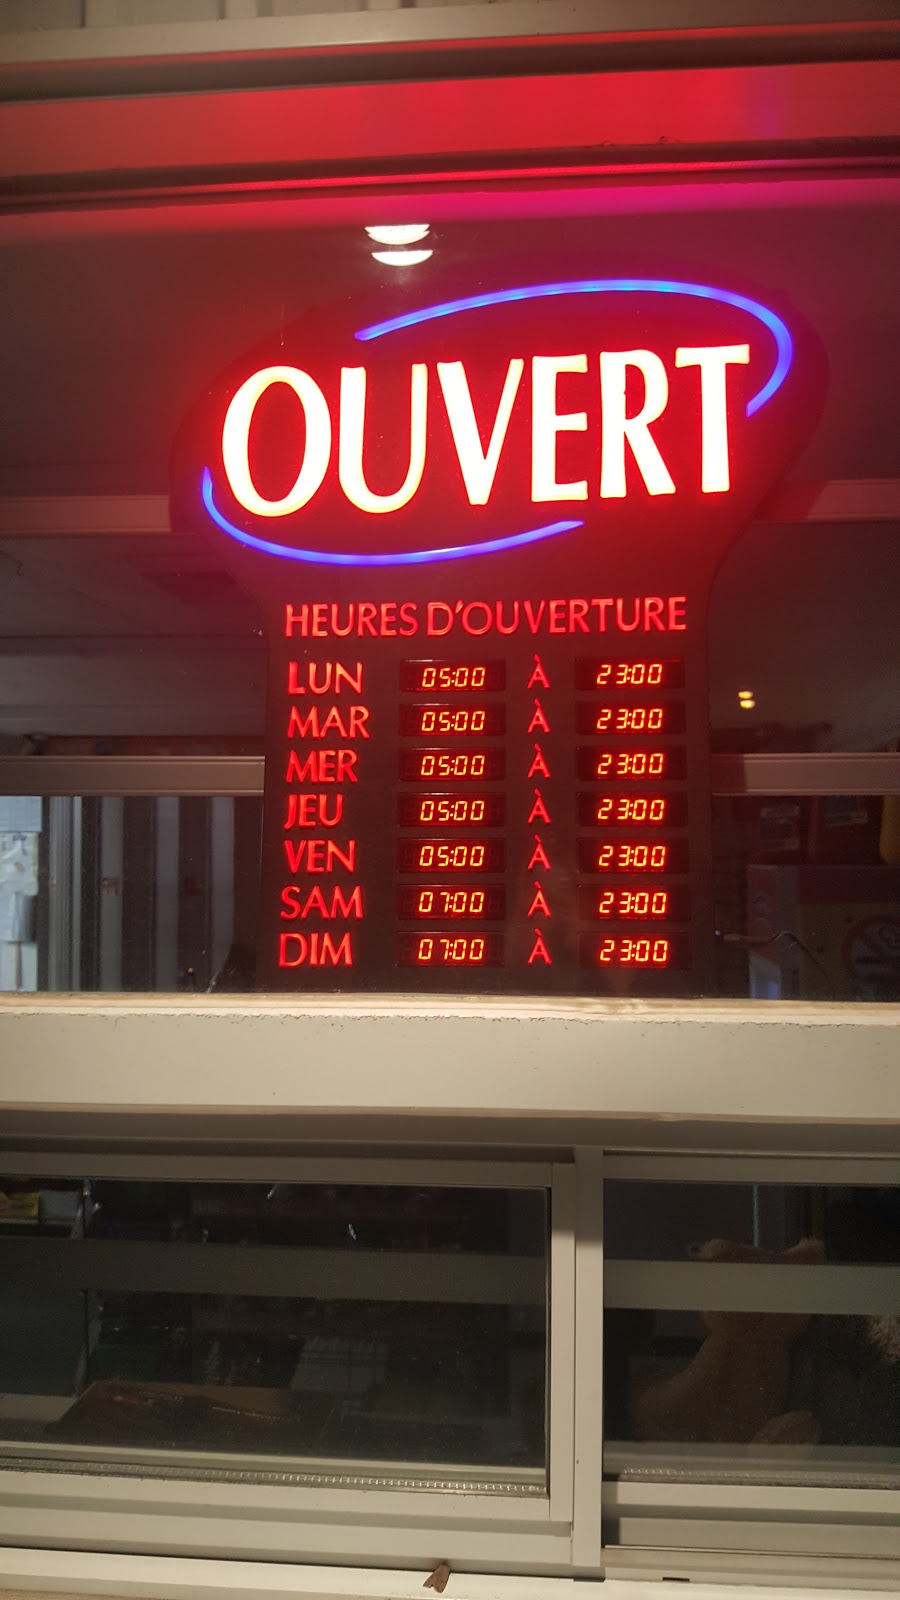 OUVERT
HEURES D'OUVERTURE
LUN 05:00 À 23:00
MAR 05:00 À 23:00
MER 05:00 À 23:00
JEU 05:00 À 23:00
VEN 05:00 À 23:00
SAM 07:00 À 23:00
DIM 07:00 À 23:00